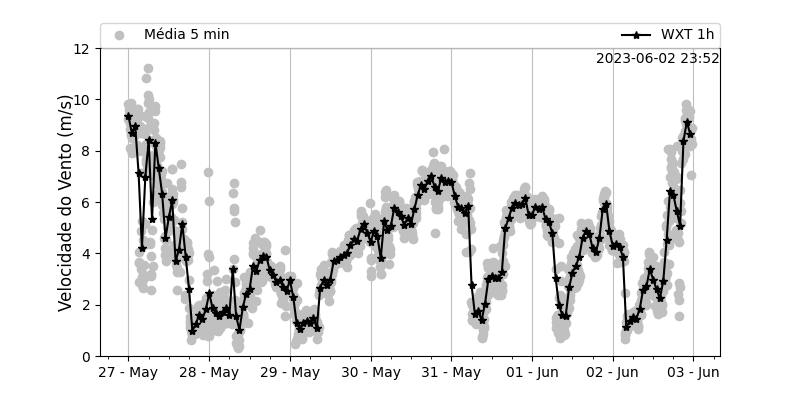 Média 5 min
WXT 1h
2023-06-02 23:52
Velocidade do Vento (m/s)
12
10
8
6
4
2
0
27 - May
28 - May
29 - May
30 - May
31 - May
01 - Jun
02 - Jun
03 - Jun